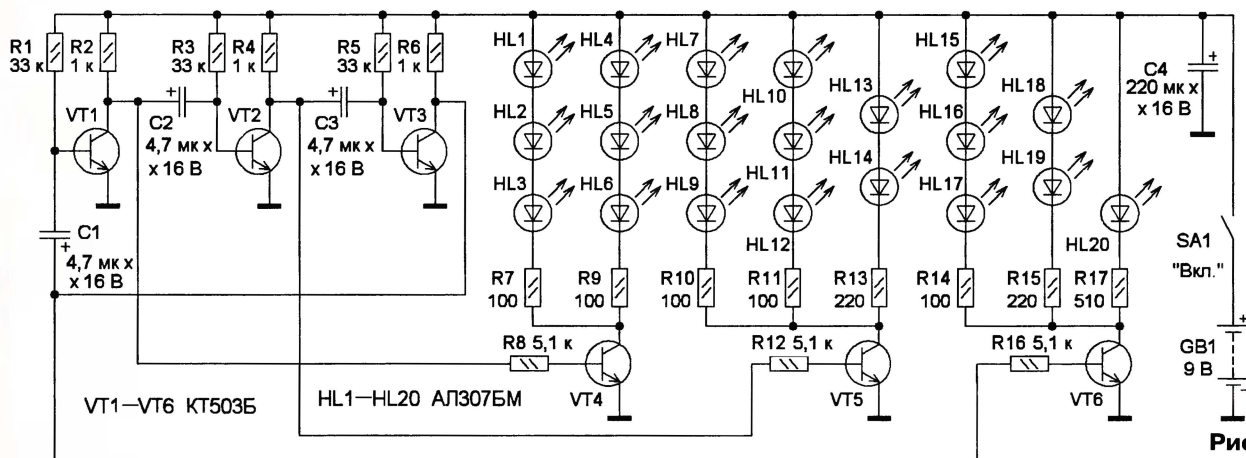 R1
33 к
R2
1 к
R3
33 к
R4
1 к
R5
33 к
R6
1 к
VT1
C2
4,7 мк х
х 16 В
VT2
C3
4,7 мк х
х 16 В
VT3
C1
4,7 мк х
х 16 В
HL1
HL2
HL3
HL4
HL5
HL6
HL7
HL8
HL9
HL10
HL11
HL12
HL13
HL14
HL15
HL16
HL17
HL18
HL19
HL20
C4
220 мк х
х 16 В
R7
100
R9
100
R10
100
R11
100
R13
220
R14
100
R15
220
R17
510
SA1
"Вкл."
R8 5,1 к
R12 5,1 к
R16 5,1 к
GB1
9 В
VT4
VT5
VT6
VT1—VT6 КТ503Б
HL1—HL20 АЛ307БМ
Рис